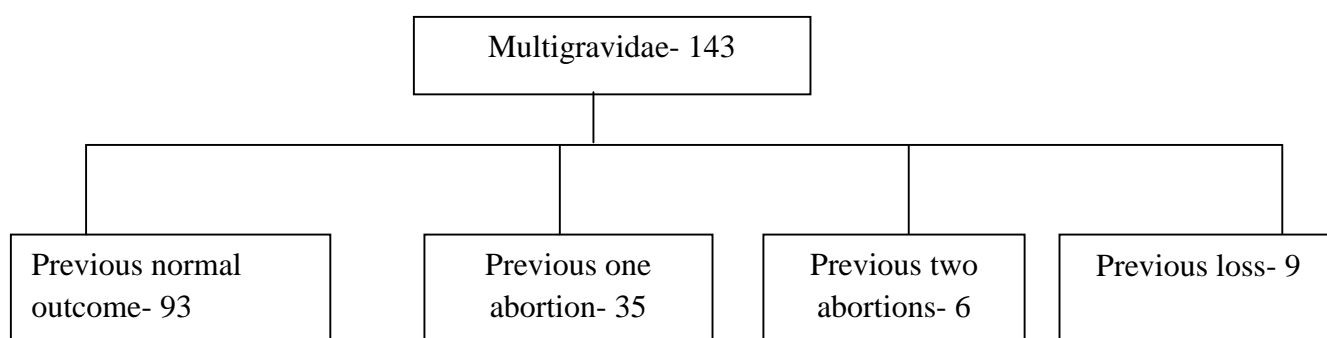 Multigravidae- 143
Previous normal
outcome- 93
Previous one
abortion- 35
Previous two
abortions- 6
Previous loss- 9